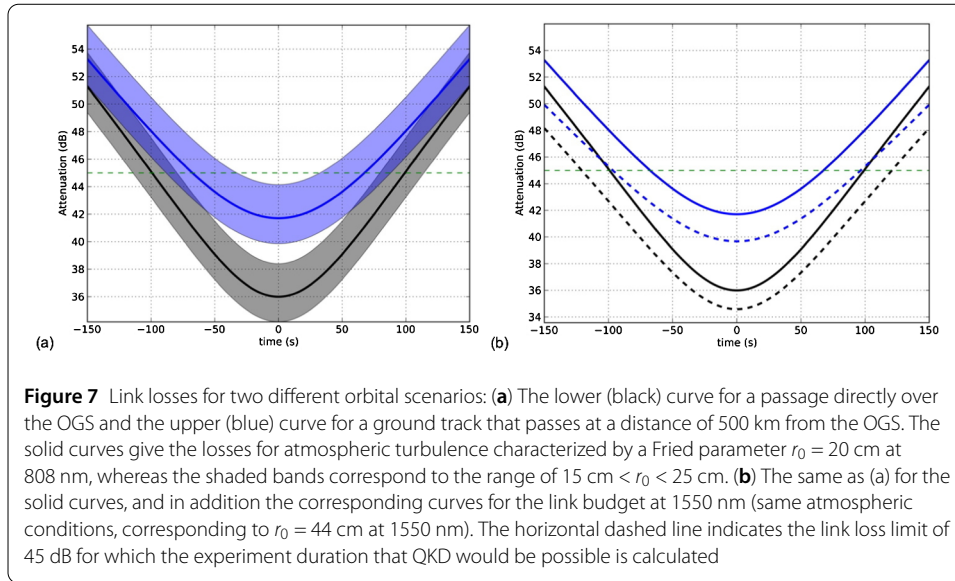 54
52
50
48
46
44
42
40
38
36
Attenuation (dB)
−150 −100 −50 0 50 100 150
time (s)
(a)
54
52
50
48
46
44
42
40
38
36
34
Attenuation (dB)
−150 −100 −50 0 50 100 150
time (s)
(b)
Figure 7 Link losses for two different orbital scenarios: (a) The lower (black) curve for a passage directly over
the OGS and the upper (blue) curve for a ground track that passes at a distance of 500 km from the OGS. The
solid curves give the losses for atmospheric turbulence characterized by a Fried parameter r₀ = 20 cm at
808 nm, whereas the shaded bands correspond to the range of 15 cm < r₀ < 25 cm. (b) The same as (a) for the
solid curves, and in addition the corresponding curves for the link budget at 1550 nm (same atmospheric
conditions, corresponding to r₀ = 44 cm at 1550 nm). The horizontal dashed line indicates the link loss limit of
45 dB for which the experiment duration that QKD would be possible is calculated